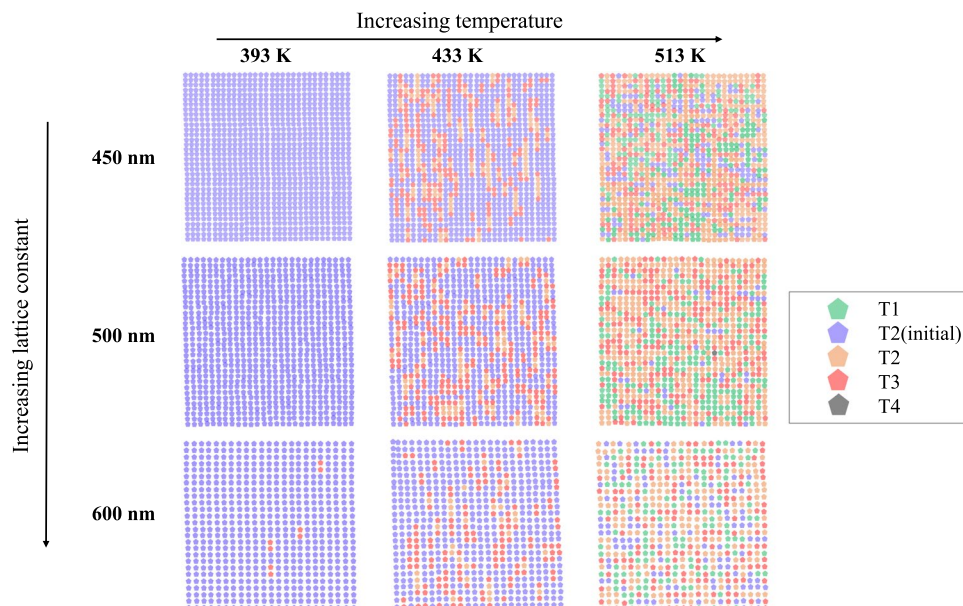 Increasing temperature
393 K
433 K
513 K
Increasing lattice constant
450 nm
500 nm
600 nm
T1
T2(initial)
T2
T3
T4